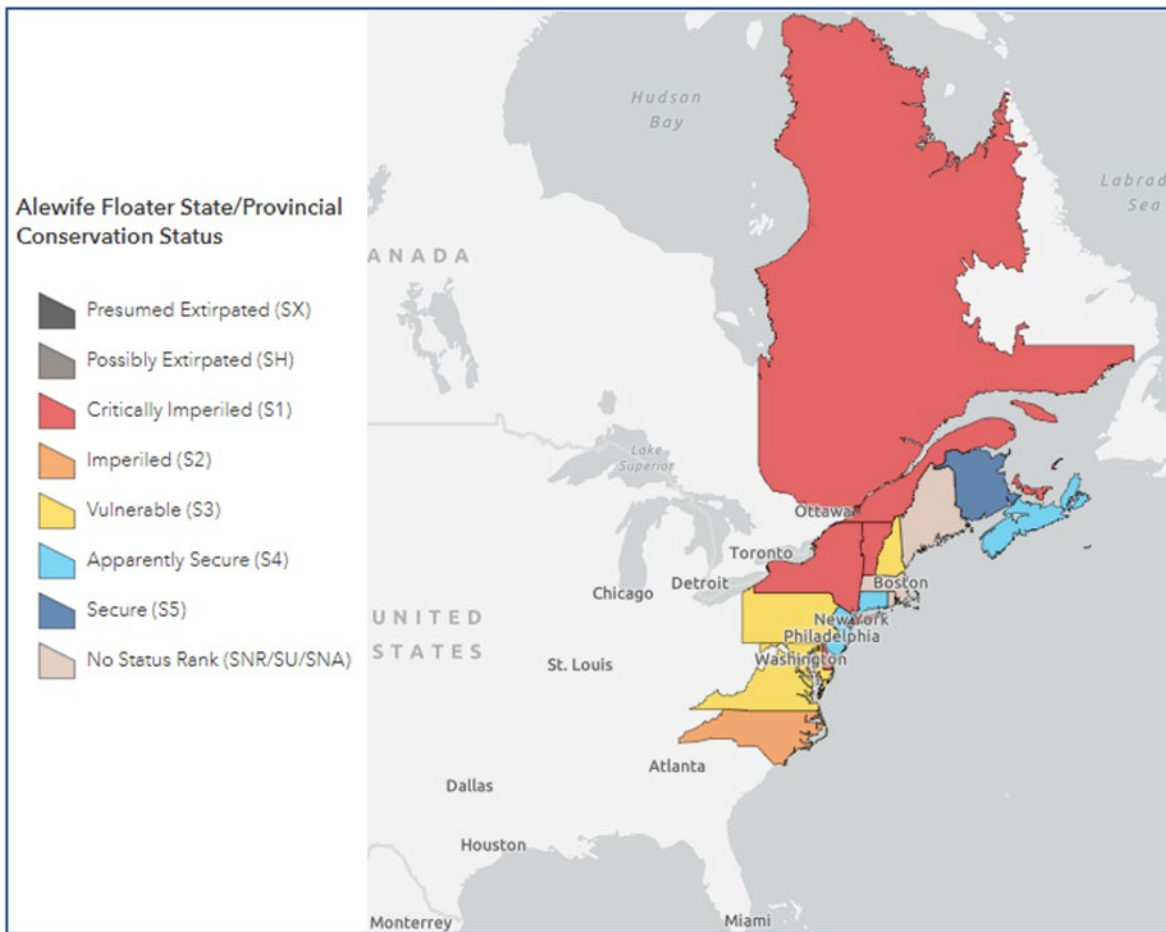 Alewife Floater State/Provincial
Conservation Status
Presumed Extirpated (SX)
Possibly Extirpated (SH)
Critically Imperiled (S1)
Imperiled (S2)
Vulnerable (S3)
Apparently Secure (S4)
Secure (S5)
No Status Rank (SNR/SU/SNA)
Hudson
Bay
Labrad
Sea
ANADA
Lake
Superior
Ottawa
Toronto
Detroit
Chicago
Boston
UNITED
STATES
New York
Philadelphia
Washington
St. Louis
Atlanta
Dallas
Houston
Monterrey
Miami